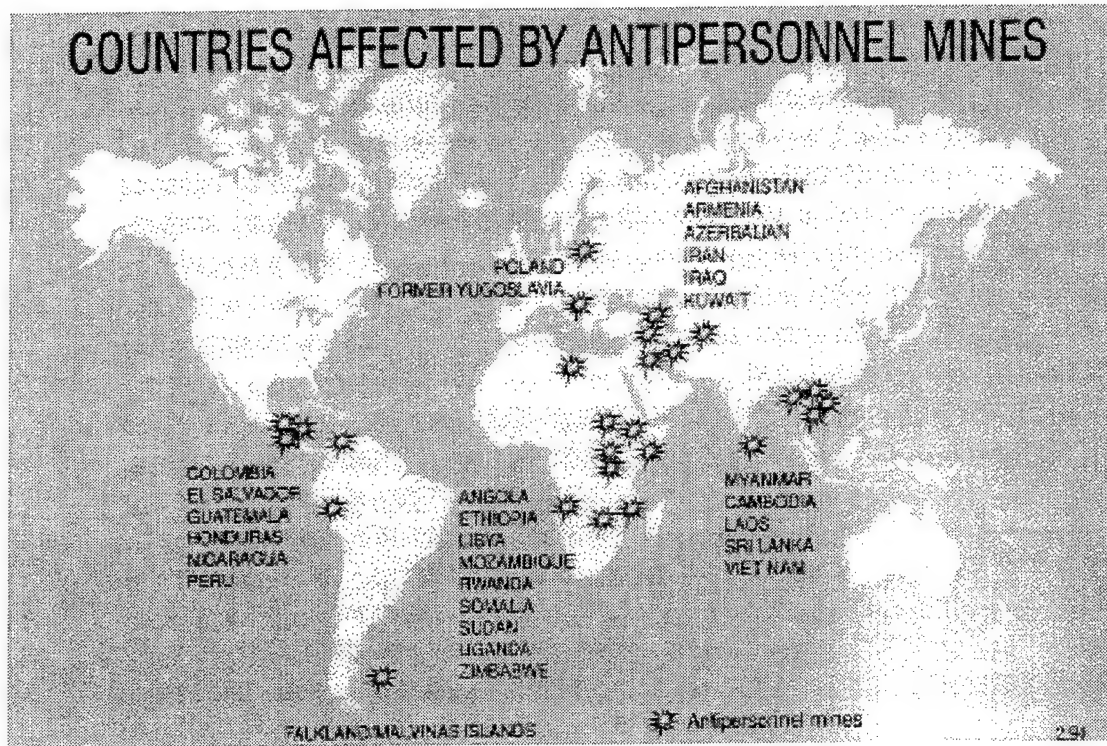 COUNTRIES AFFECTED BY ANTIPERSONNEL MINES
AFGHANISTAN
ARMENIA
AZERBAIJAN
IRAN
IRAQ
KUWAIT
POLAND
FORMER YUGOSLAVIA
COLOMBIA
EL SALVADOR
GUATEMALA
HONDURAS
NICARAGUA
PERU
ANGOLA
ETHIOPIA
LIBYA
MOZAMBIQUE
RWANDA
SOMALIA
SUDAN
UGANDA
ZIMBABWE
MYANMAR
CAMBODIA
LAOS
SRI LANKA
VIET NAM
FALKLAND/MALVINAS ISLANDS
Antipersonnel mines
2.94